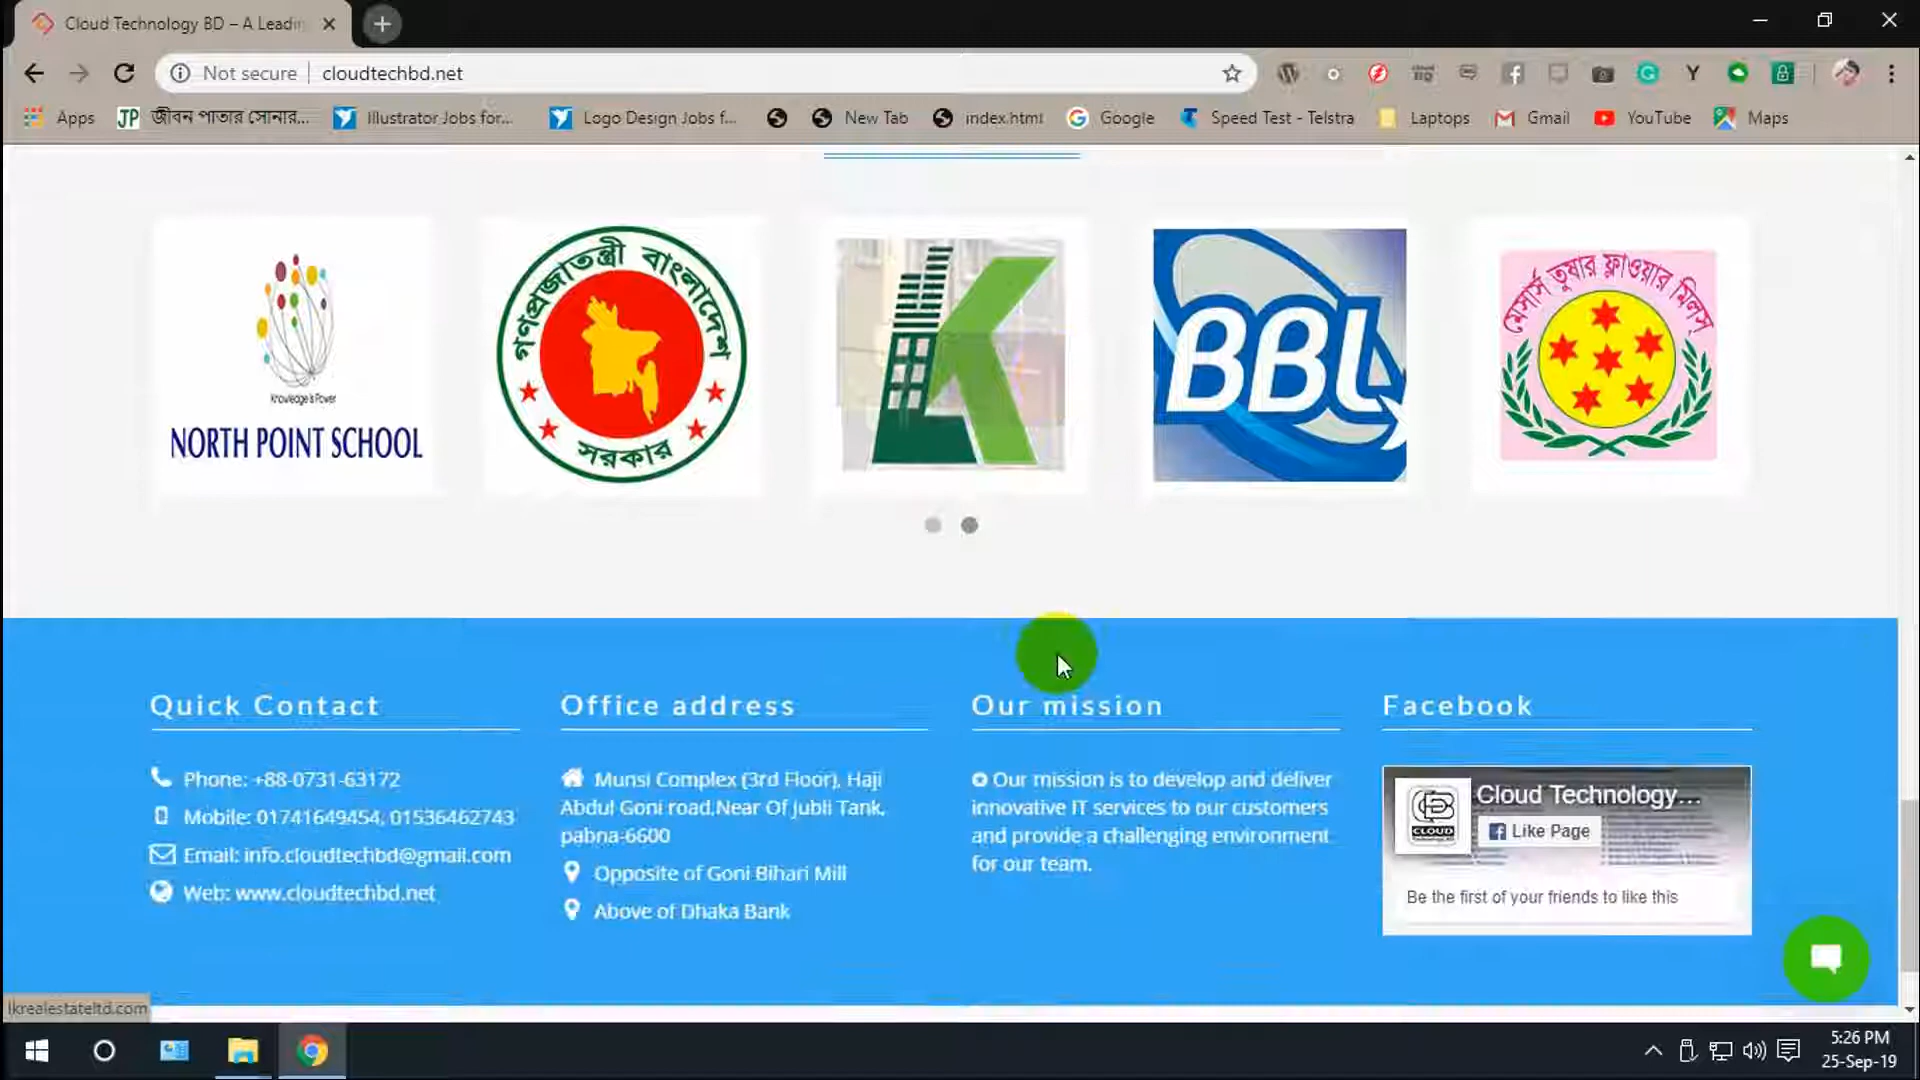 Cloud Technology BD – A Leadin
Not secure
cloudtechbd.net
Apps
JP
জীবন পাতার সোনার...
Illustrator Jobs for...
Logo Design Jobs f...
New Tab
index.html
Google
Speed Test - Telstra
Laptops
Gmail
YouTube
Maps
Knowledge is Power
NORTH POINT SCHOOL
গণপ্রজাতন্ত্রী বাংলাদেশ
সরকার
BBL
মেসার্স তুষার ফ্লাওয়ার মিলস্
Quick Contact
Phone: +88-0731-63172
Mobile: 01741649454, 01536462743
Email: info.cloudtechbd@gmail.com
Web: www.cloudtechbd.net
Office address
Munsi Complex (3rd Floor), Haji
Abdul Goni road,Near Of Jubli Tank,
pabna-6600
Opposite of Goni Bihari Mill
Above of Dhaka Bank
Our mission
Our mission is to develop and deliver
innovative IT services to our customers
and provide a challenging environment
for our team.
Facebook
CLOUD
Cloud Technology...
Like Page
Be the first of your friends to like this
lkrealestateltd.com
5:26 PM
25-Sep-19